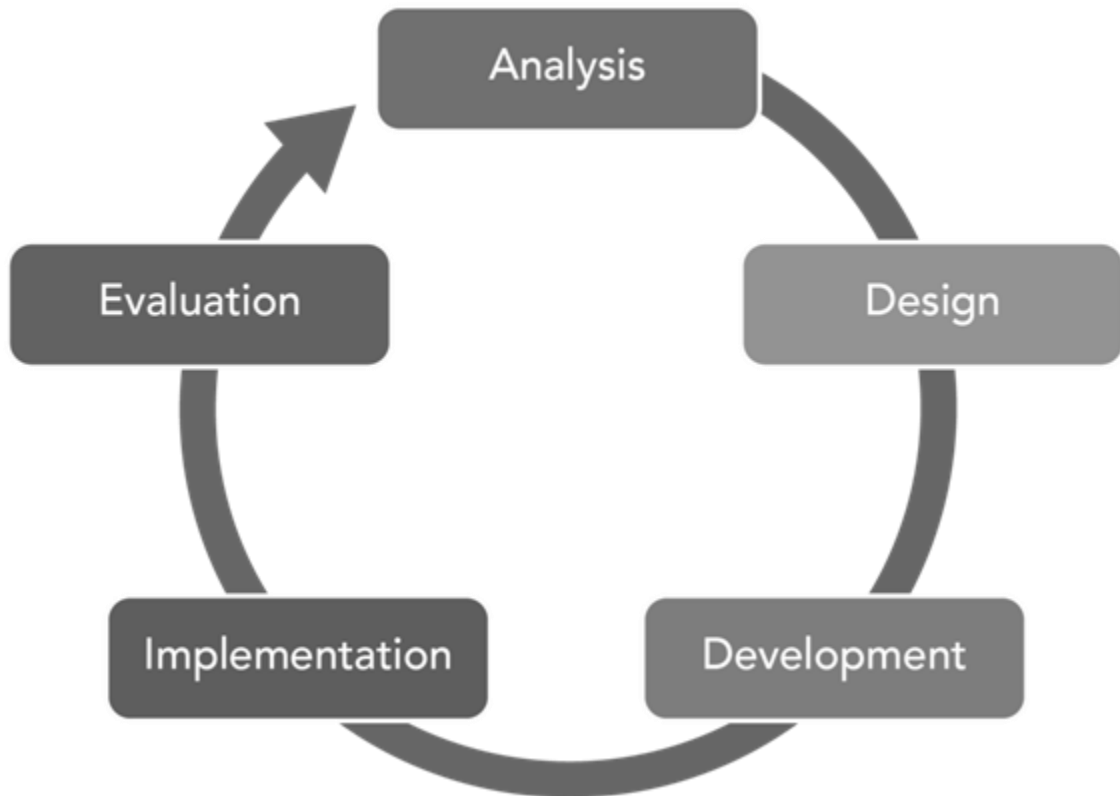 Analysis
Design
Development
Implementation
Evaluation